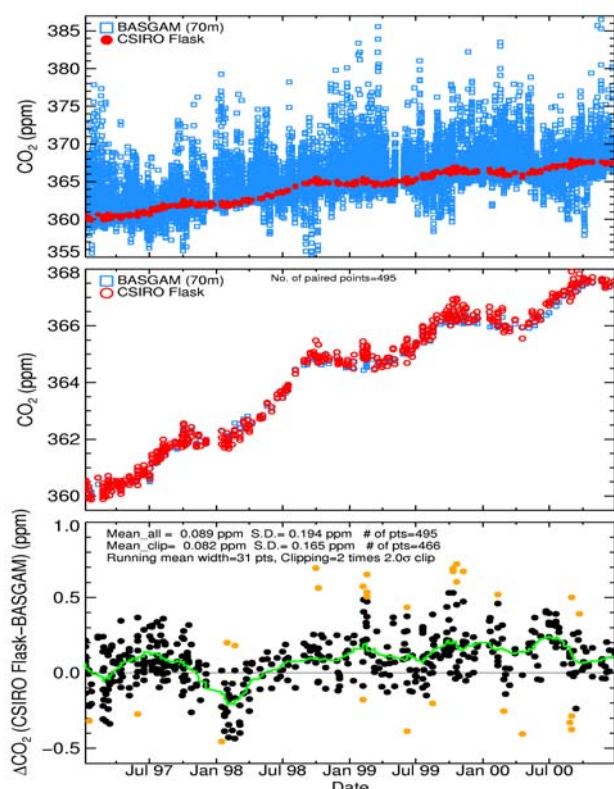 385
BASGAM (70m)
CSIRO Flask
380
375
370
365
360
355
CO₂ (ppm)
368
BASGAM (70m)
No. of paired points=495
CSIRO Flask
366
364
362
360
CO₂ (ppm)
1.0
Mean_all = 0.089 ppm S.D.= 0.194 ppm # of pts=495
Mean_clip= 0.082 ppm S.D.= 0.165 ppm # of pts=466
Running mean width=31 pts, Clipping=2 times 2.0σ clip
0.5
0.0
−0.5
ΔCO₂ (CSIRO Flask−BASGAM) (ppm)
Jul 97 Jan 98 Jul 98 Jan 99 Jul 99 Jan 00 Jul 00
Date